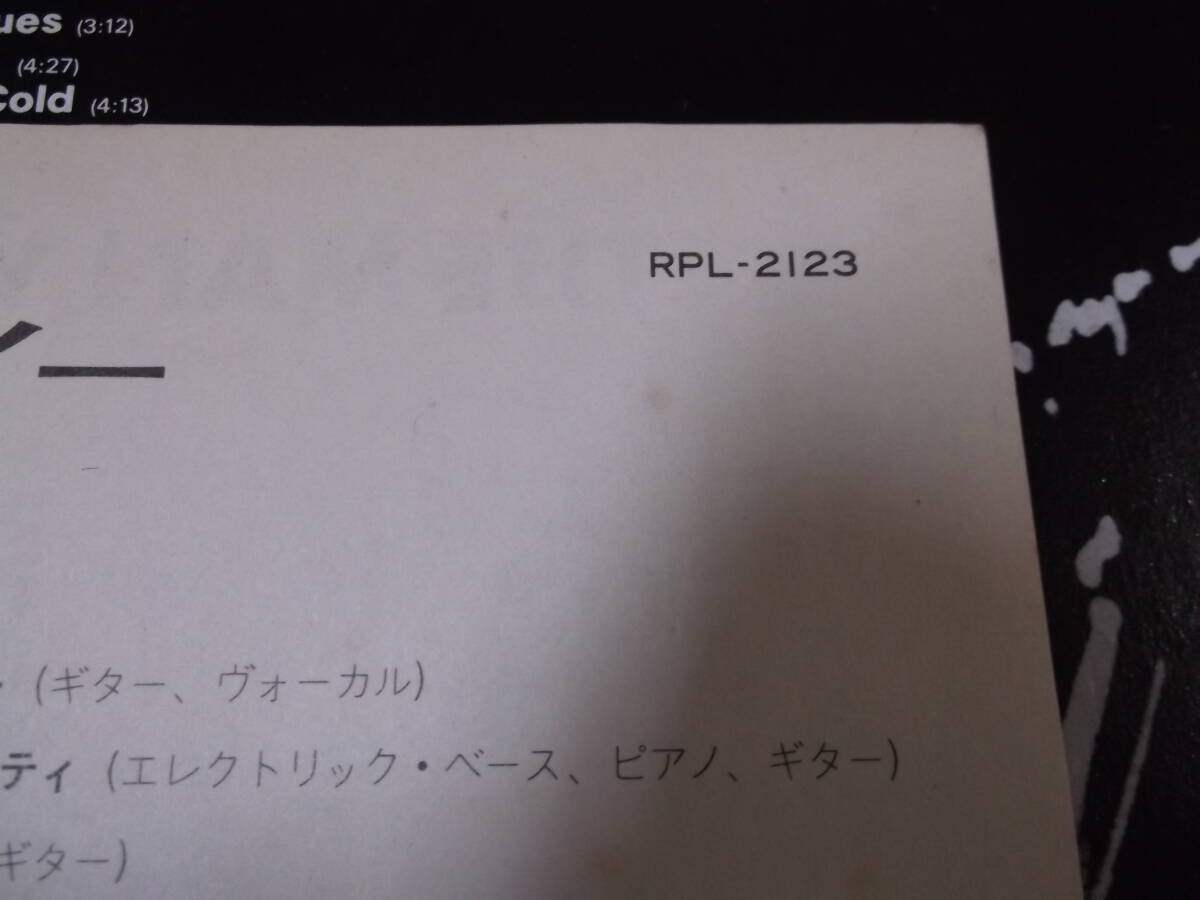 ues (3:12)
(4:27)
Cold (4:13)
RPL-2123
ー
(ギター、ヴォーカル)
ティ (エレクトリック・ベース、ピアノ、ギター)
ギター)